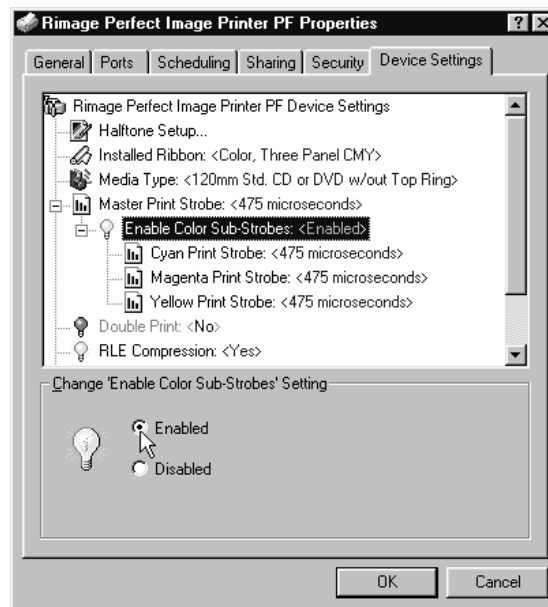 Rimage Perfect Image Printer PF Properties
General Ports Scheduling Sharing Security Device Settings
Rimage Perfect Image Printer PF Device Settings
Halftone Setup...
Installed Ribbon: <Color, Three Panel CMY>
Media Type: <120mm Std. CD or DVD w/out Top Ring>
Master Print Strobe: <475 microseconds>
Enable Color Sub-Strobes: <Enabled>
Cyan Print Strobe: <475 microseconds>
Magenta Print Strobe: <475 microseconds>
Yellow Print Strobe: <475 microseconds>
Double Print: <No>
RLE Compression: <Yes>
Change 'Enable Color Sub-Strobes' Setting
Enabled
Disabled
OK Cancel